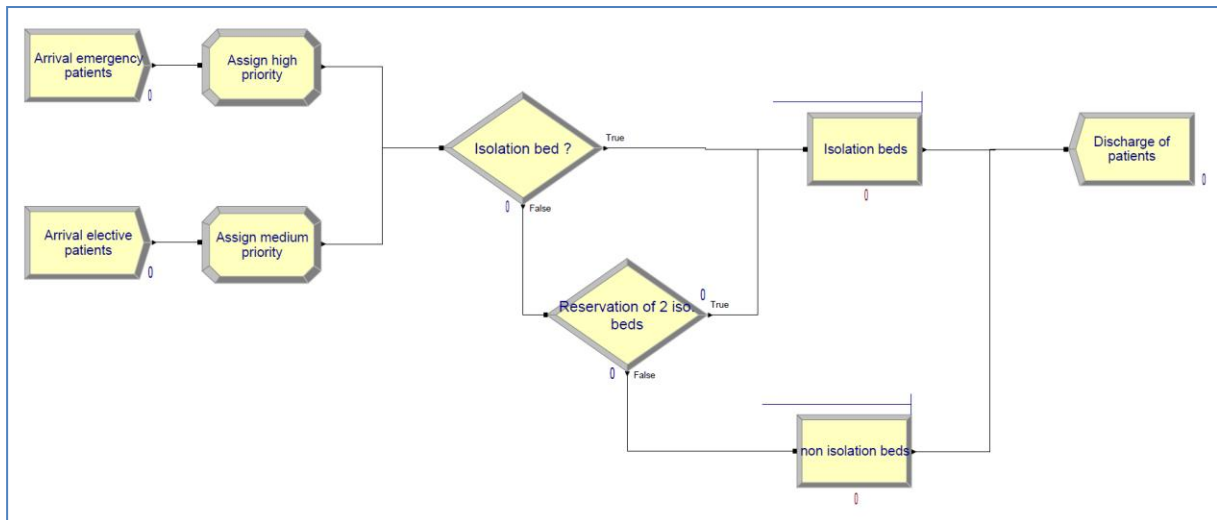 Arrival emergency
patients
0
Assign high
priority
Isolation bed ?
True
0
False
Isolation beds
0
Discharge of
patients
0
Arrival elective
patients
0
Assign medium
priority
Reservation of 2 iso.
beds
0
True
0
False
non isolation beds
0